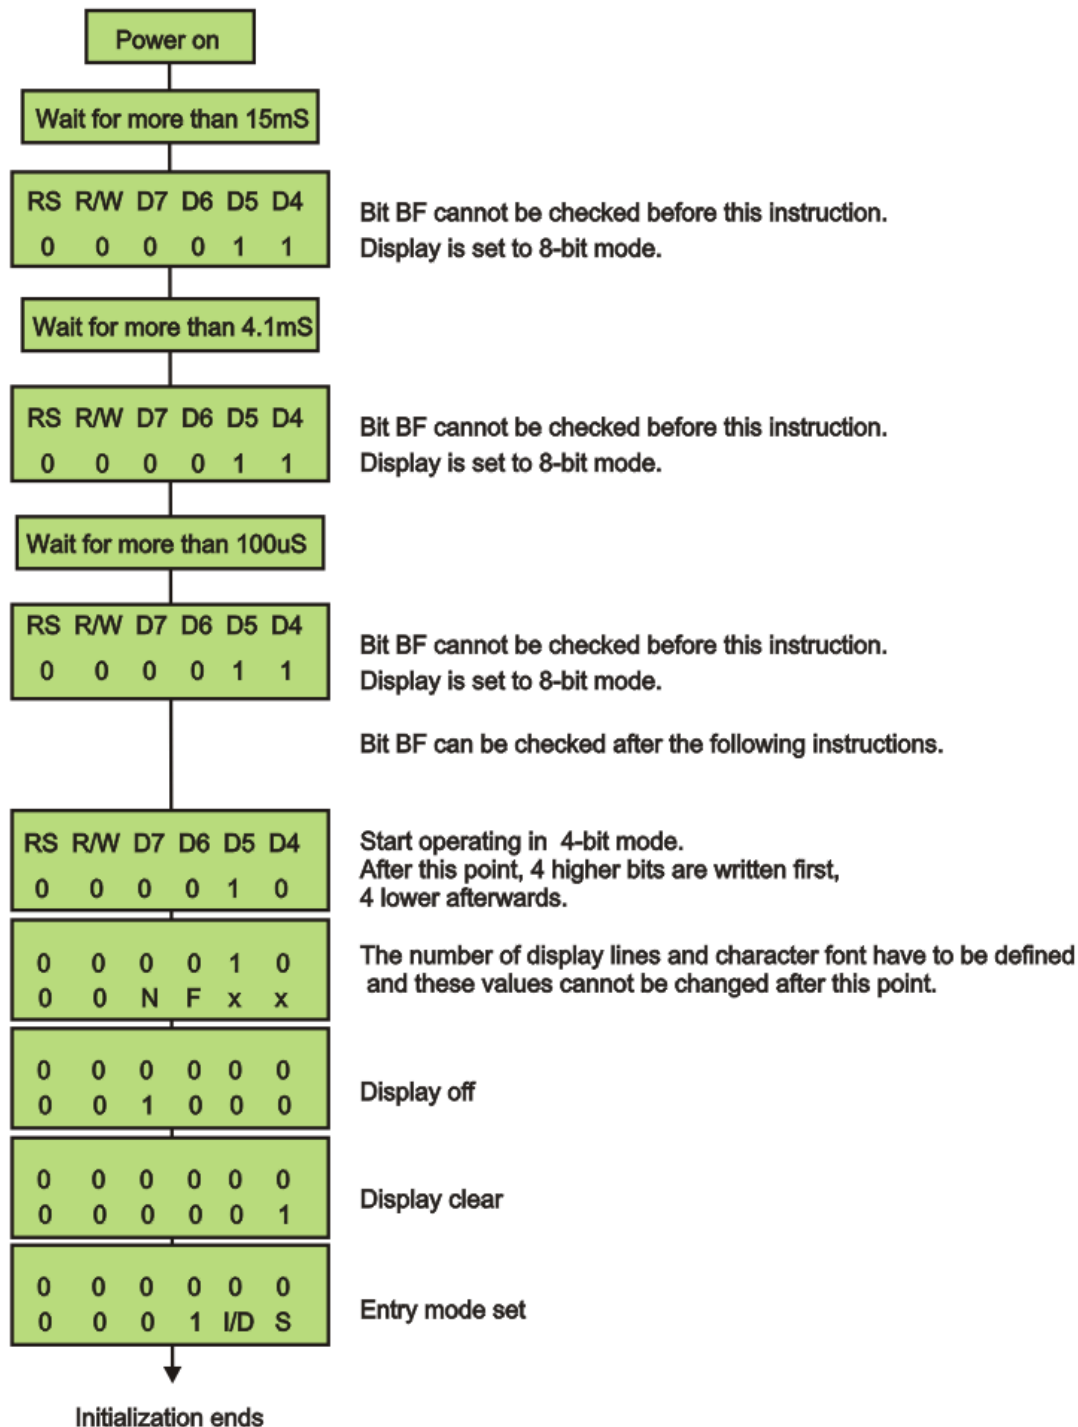 Power on
Wait for more than 15mS
RS R/W D7 D6 D5 D4
0 0 0 0 1 1
Bit BF cannot be checked before this instruction.
Display is set to 8-bit mode.
Wait for more than 4.1mS
RS R/W D7 D6 D5 D4
0 0 0 0 1 1
Bit BF cannot be checked before this instruction.
Display is set to 8-bit mode.
Wait for more than 100uS
RS R/W D7 D6 D5 D4
0 0 0 0 1 1
Bit BF cannot be checked before this instruction.
Display is set to 8-bit mode.
Bit BF can be checked after the following instructions.
RS R/W D7 D6 D5 D4
0 0 0 0 1 0
Start operating in 4-bit mode.
After this point, 4 higher bits are written first,
4 lower afterwards.
0 0 0 0 1 0
0 0 N F x x
The number of display lines and character font have to be defined
and these values cannot be changed after this point.
0 0 0 0 0 0
0 0 1 0 0 0
Display off
0 0 0 0 0 0
0 0 0 0 0 1
Display clear
0 0 0 0 0 0
0 0 0 1 I/D S
Entry mode set
Initialization ends